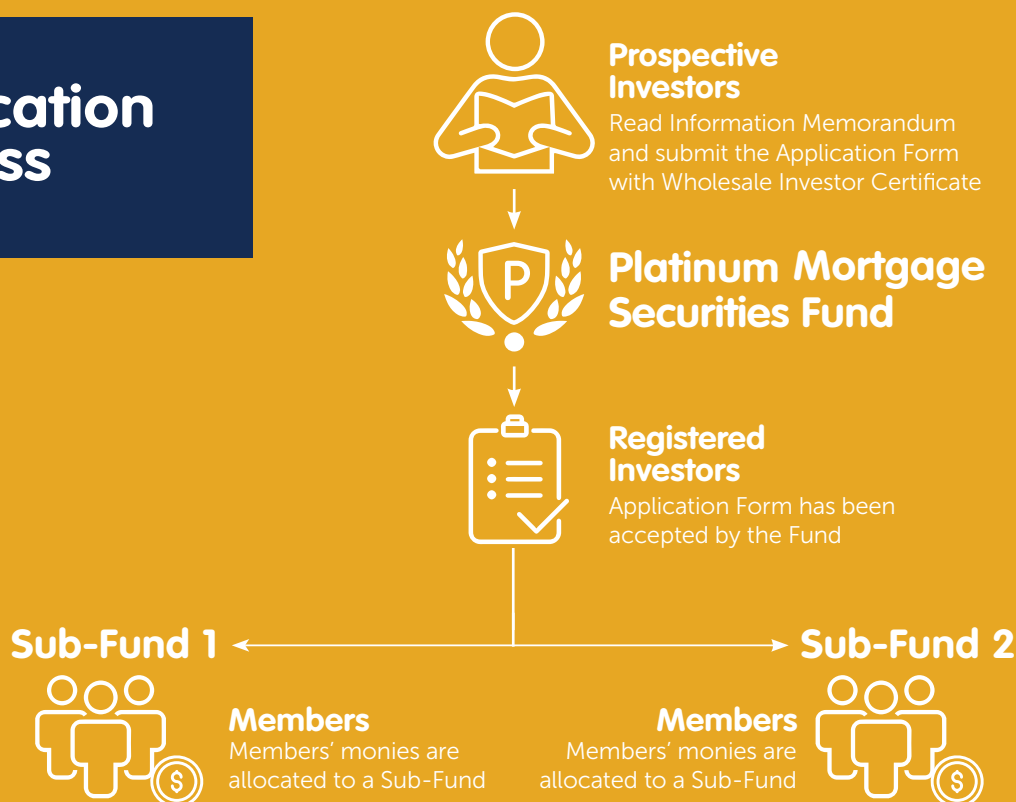 cation
ss
Prospective
Investors
Read Information Memorandum
and submit the Application Form
with Wholesale Investor Certificate
P
Platinum Mortgage
Securities Fund
Registered
Investors
Application Form has been
accepted by the Fund
Sub-Fund 1
Sub-Fund 2
Members
Members' monies are
allocated to a Sub-Fund
$
Members
Members' monies are
allocated to a Sub-Fund
$